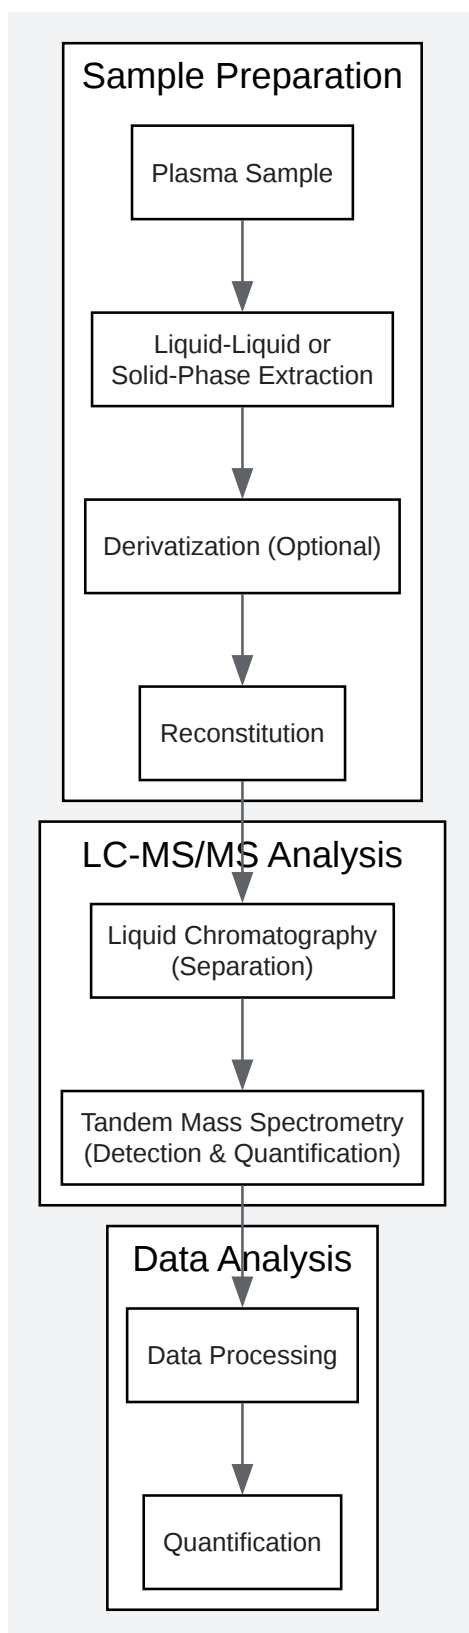 Sample Preparation
Plasma Sample
Liquid-Liquid or
Solid-Phase Extraction
Derivatization (Optional)
Reconstitution
LC-MS/MS Analysis
Liquid Chromatography
(Separation)
Tandem Mass Spectrometry
(Detection & Quantification)
Data Analysis
Data Processing
Quantification